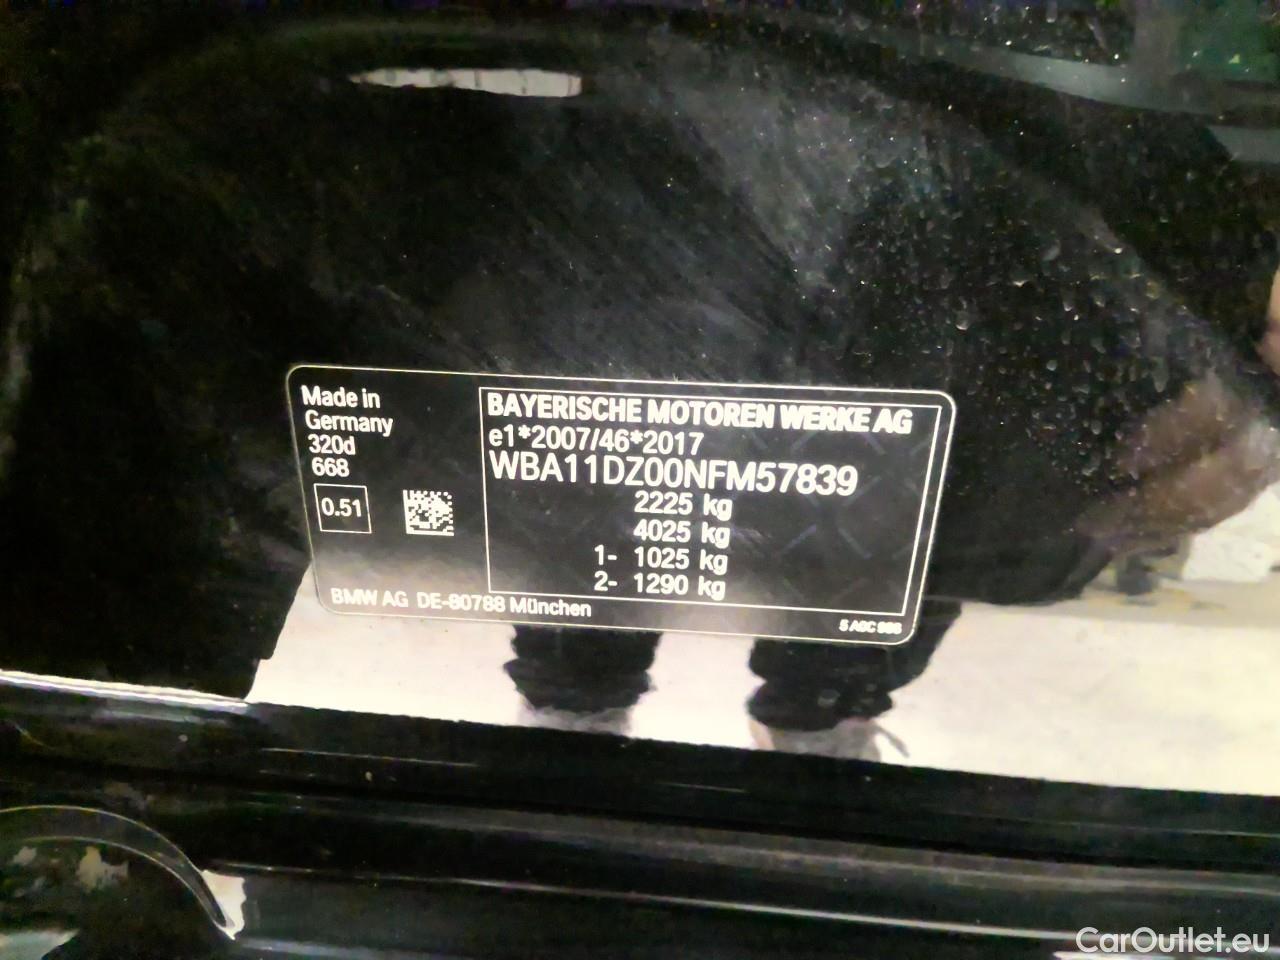 Made in
Germany
320d
668
0.51
BAYERISCHE MOTOREN WERKE AG
e1*2007/46*2017
WBA11DZ00NFM57839
2225 kg
4025 kg
1- 1025 kg
2- 1290 kg
BMW AG DE-80788 München
CarOutlet.eu